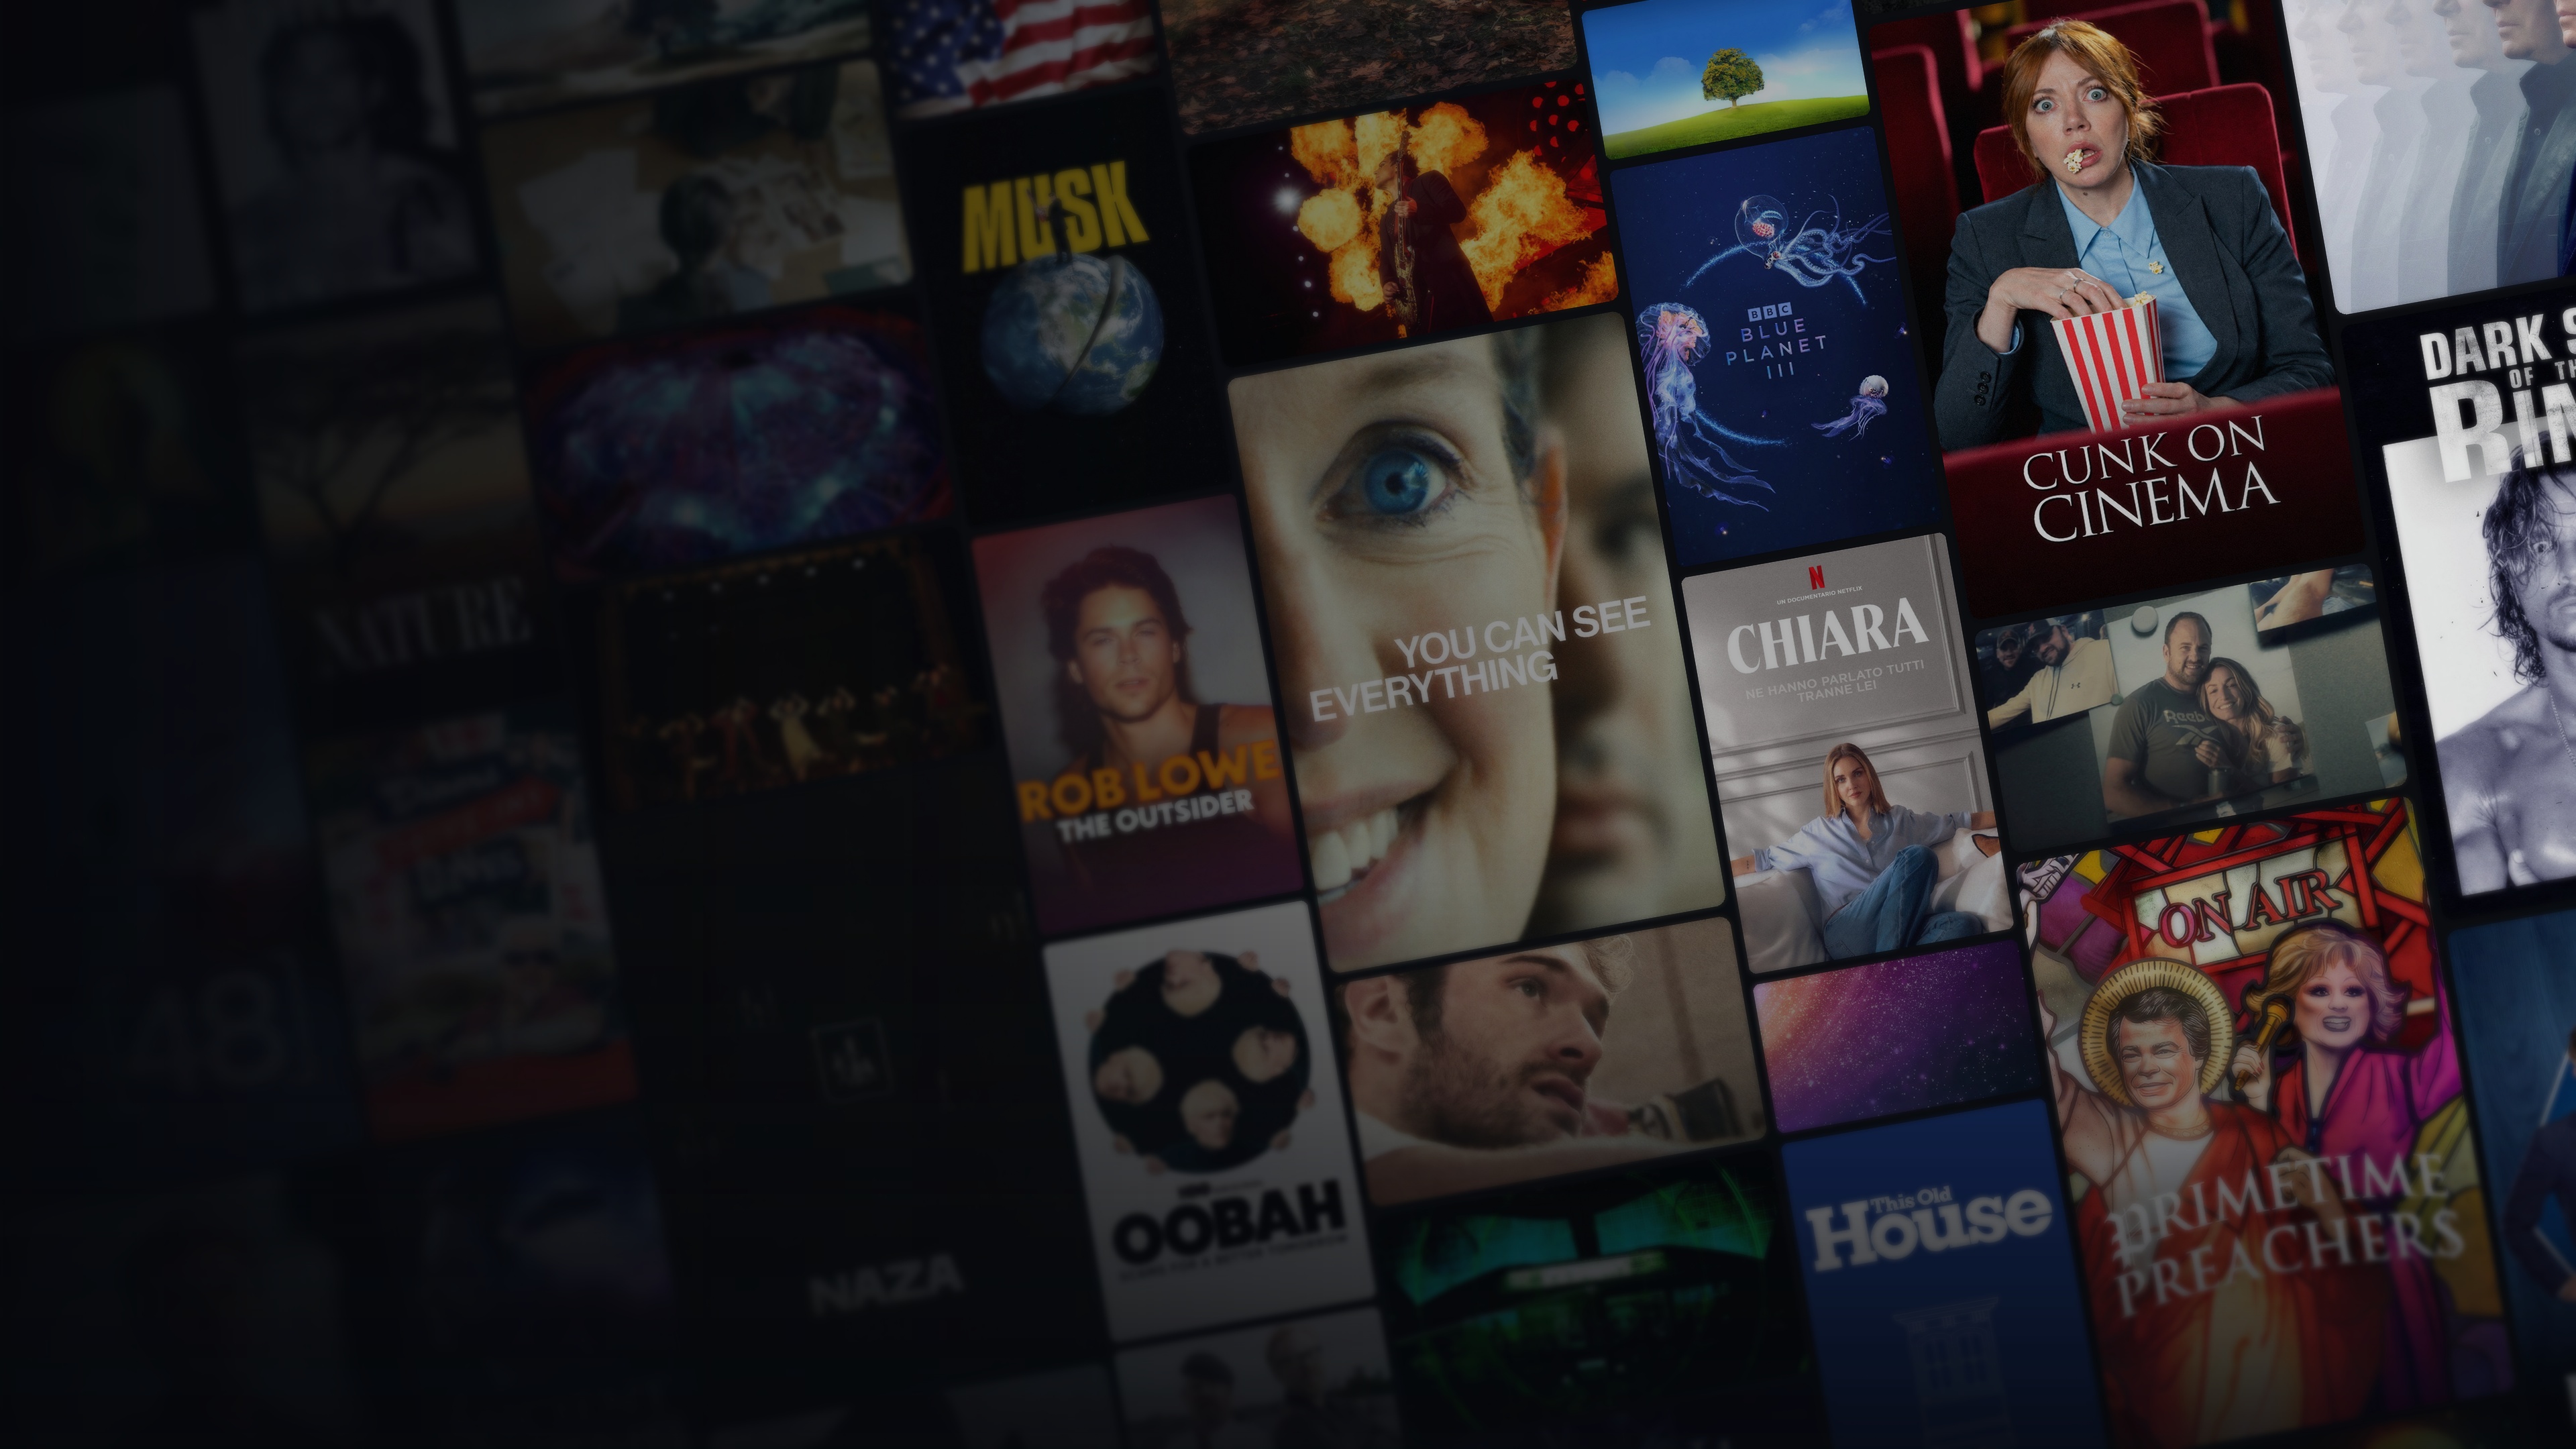 MUSK
BBC
BLUE
PLANET
III
CUNK ON
CINEMA
DARK
OF
NATURE
ROB LOWE
THE OUTSIDER
YOU CAN SEE
EVERYTHING
N
UN DOCUMENTARIO NETFLIX
CHIARA
NE HANNO PARLATO TUTTI
TRANNE LEI
Reebok
ON AIR
48
OOBAH
NAZA
This Old
House
PRIMETIME
PREACHERS